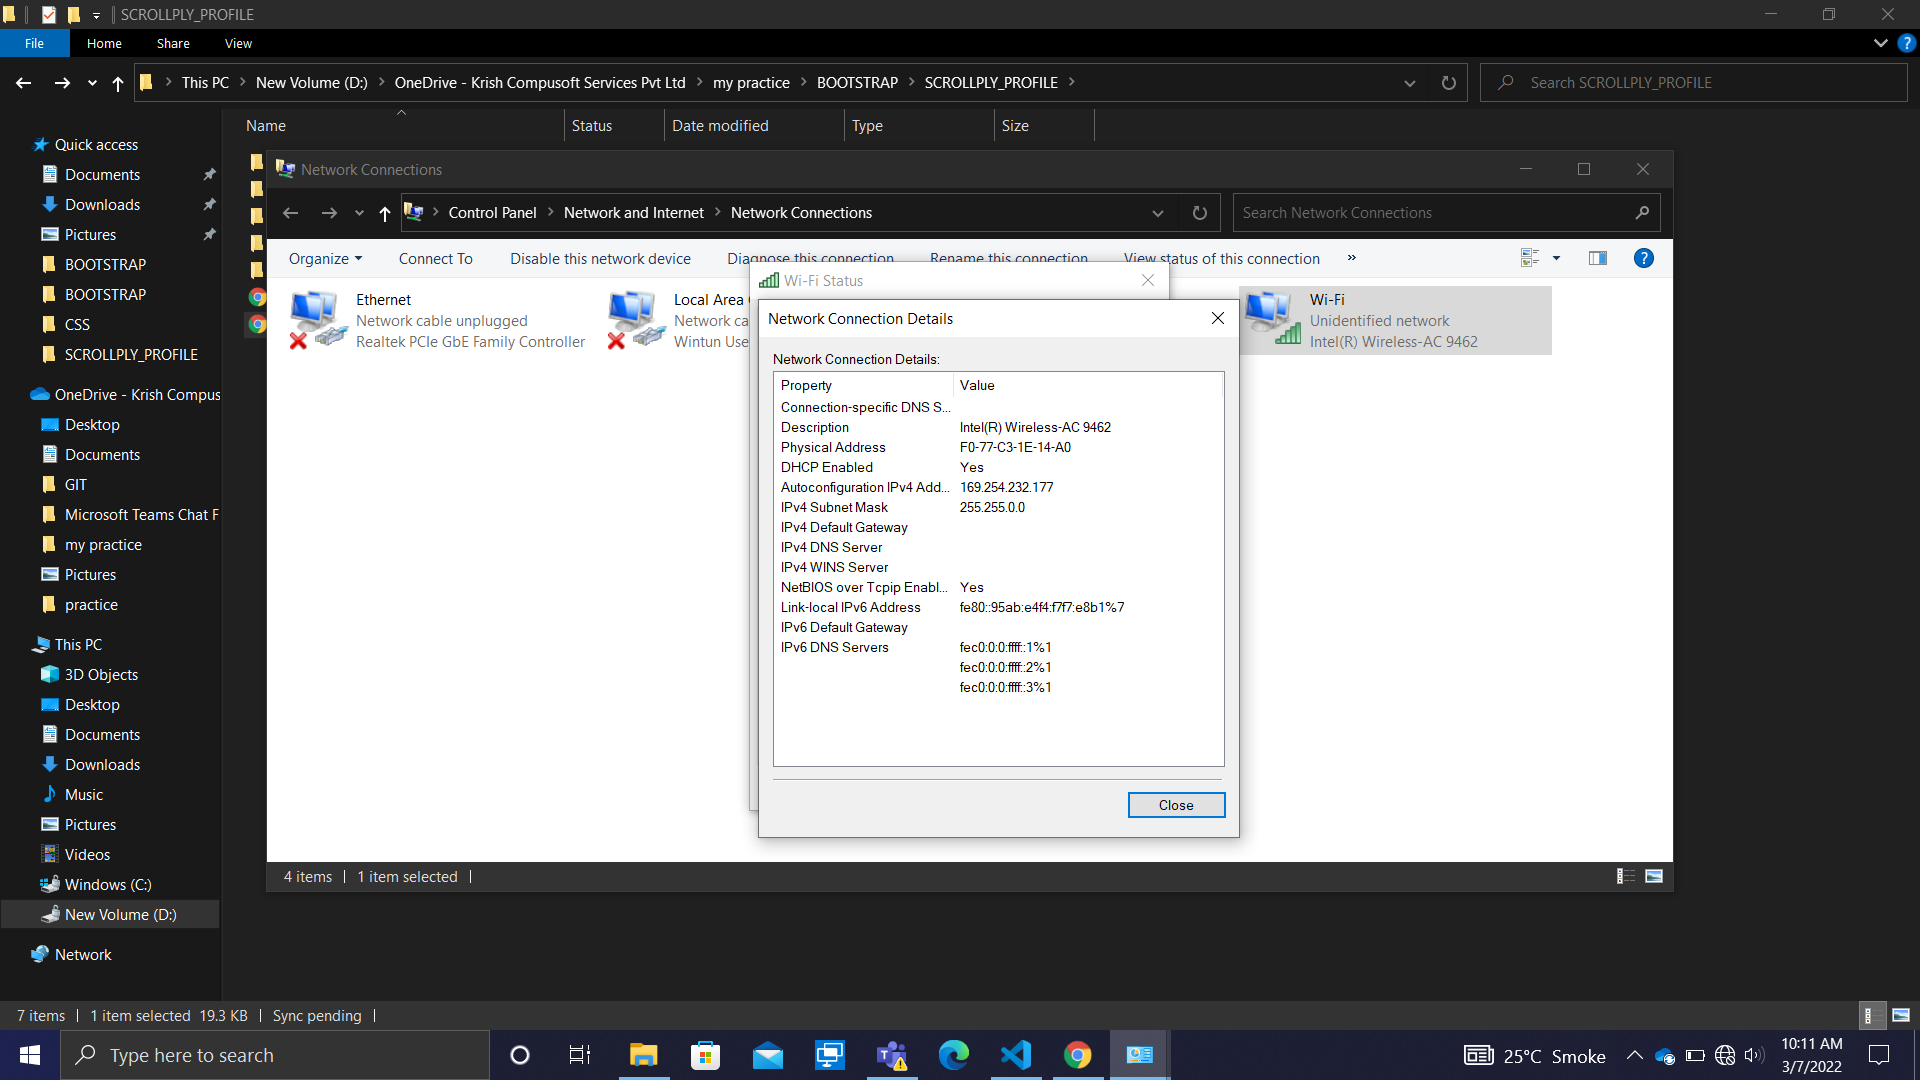 SCROLLPLY_PROFILE
File Home Share View
This PC New Volume (D:) OneDrive - Krish Compusoft Services Pvt Ltd my practice BOOTSTRAP SCROLLPLY_PROFILE
Search SCROLLPLY_PROFILE
Name Status Date modified Type Size
Quick access
Documents
Downloads
Pictures
BOOTSTRAP
BOOTSTRAP
CSS
SCROLLPLY_PROFILE
OneDrive - Krish Compus
Desktop
Documents
GIT
Microsoft Teams Chat F
my practice
Pictures
practice
This PC
3D Objects
Desktop
Documents
Downloads
Music
Pictures
Videos
Windows (C:)
New Volume (D:)
Network
Network Connections
Control Panel Network and Internet Network Connections
Search Network Connections
Organize Connect To Disable this network device Diagnose this connection Rename this connection View status of this connection »
Ethernet
Network cable unplugged
Realtek PCIe GbE Family Controller
Local Area
Network ca
Wintun Use
Wi-Fi
Unidentified network
Intel(R) Wireless-AC 9462
Wi-Fi Status
Network Connection Details
Network Connection Details:
Property Value
Connection-specific DNS S...
Description Intel(R) Wireless-AC 9462
Physical Address F0-77-C3-1E-14-A0
DHCP Enabled Yes
Autoconfiguration IPv4 Add... 169.254.232.177
IPv4 Subnet Mask 255.255.0.0
IPv4 Default Gateway
IPv4 DNS Server
IPv4 WINS Server
NetBIOS over Tcpip Enabl... Yes
Link-local IPv6 Address fe80::95ab:e4f4:f7f7:e8b1%7
IPv6 Default Gateway
IPv6 DNS Servers fec0:0:0:ffff::1%1
fec0:0:0:ffff::2%1
fec0:0:0:ffff::3%1
Close
4 items 1 item selected
7 items 1 item selected 19.3 KB Sync pending
Type here to search
25°C Smoke
10:11 AM
3/7/2022